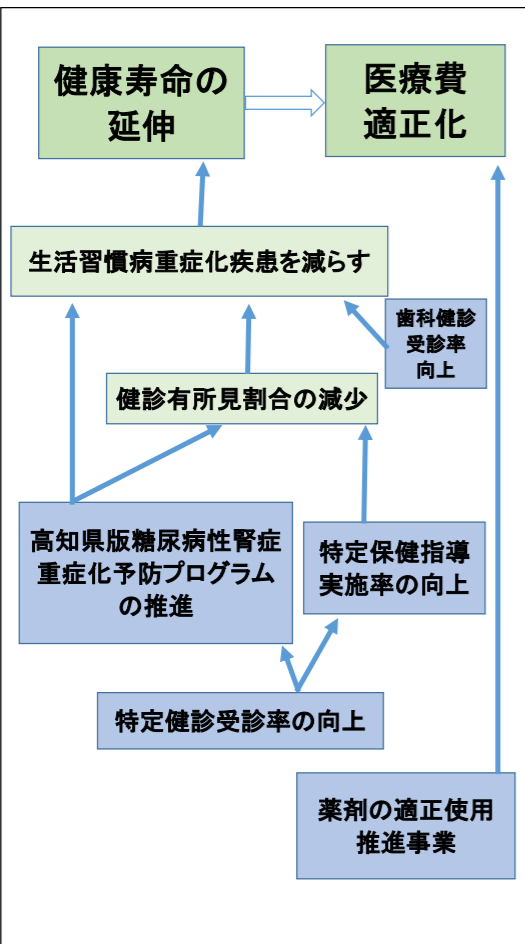 健康寿命の
延伸
医療費
適正化
生活習慣病重症化疾患を減らす
歯科健診
受診率
向上
健診有所見割合の減少
高知県版糖尿病性腎症
重症化予防プログラム
の推進
特定保健指導
実施率の向上
特定健診受診率の向上
薬剤の適正使用
推進事業